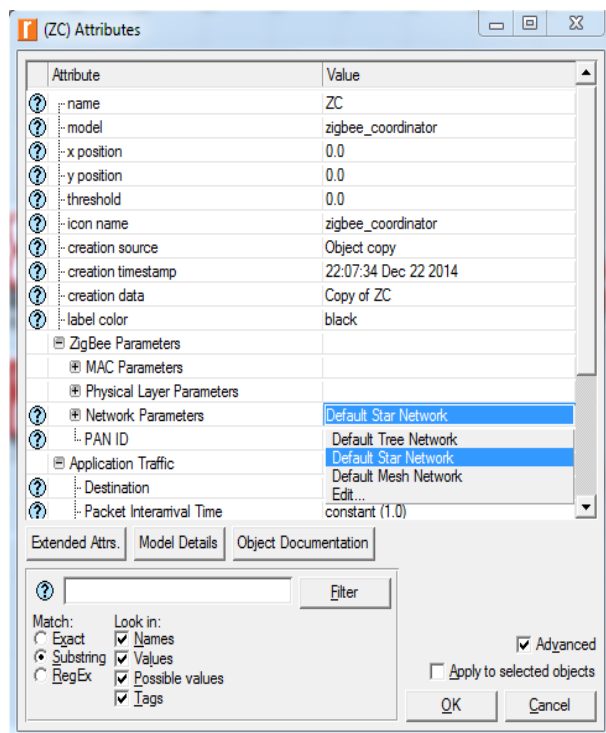 (ZC) Attributes
Attribute Value
name ZC
model zigbee_coordinator
x position 0.0
y position 0.0
threshold 0.0
icon name zigbee_coordinator
creation source Object copy
creation timestamp 22:07:34 Dec 22 2014
creation data Copy of ZC
label color black
ZigBee Parameters
MAC Parameters
Physical Layer Parameters
Network Parameters Default Star Network
PAN ID Default Tree Network
Default Star Network
Application Traffic
Default Mesh Network
Destination
Edit...
Packet Interarrival Time constant (1.0)
Extended Attrs. Model Details Object Documentation
Filter
Match: Look in:
Exact Names
Substring Values
RegEx Possible values
Tags
Advanced
Apply to selected objects
OK Cancel